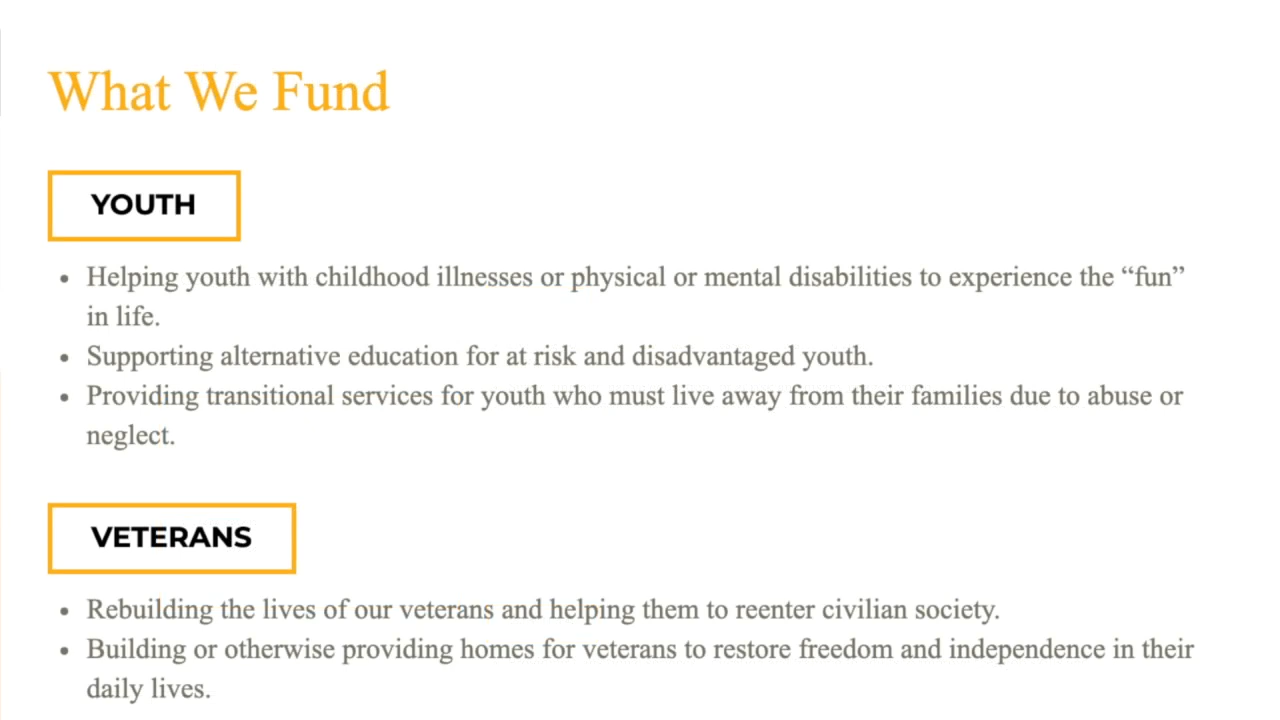 What We Fund
YOUTH
• Helping youth with childhood illnesses or physical or mental disabilities to experience the “fun”
in life.
• Supporting alternative education for at risk and disadvantaged youth.
• Providing transitional services for youth who must live away from their families due to abuse or
neglect.
VETERANS
• Rebuilding the lives of our veterans and helping them to reenter civilian society.
• Building or otherwise providing homes for veterans to restore freedom and independence in their
daily lives.